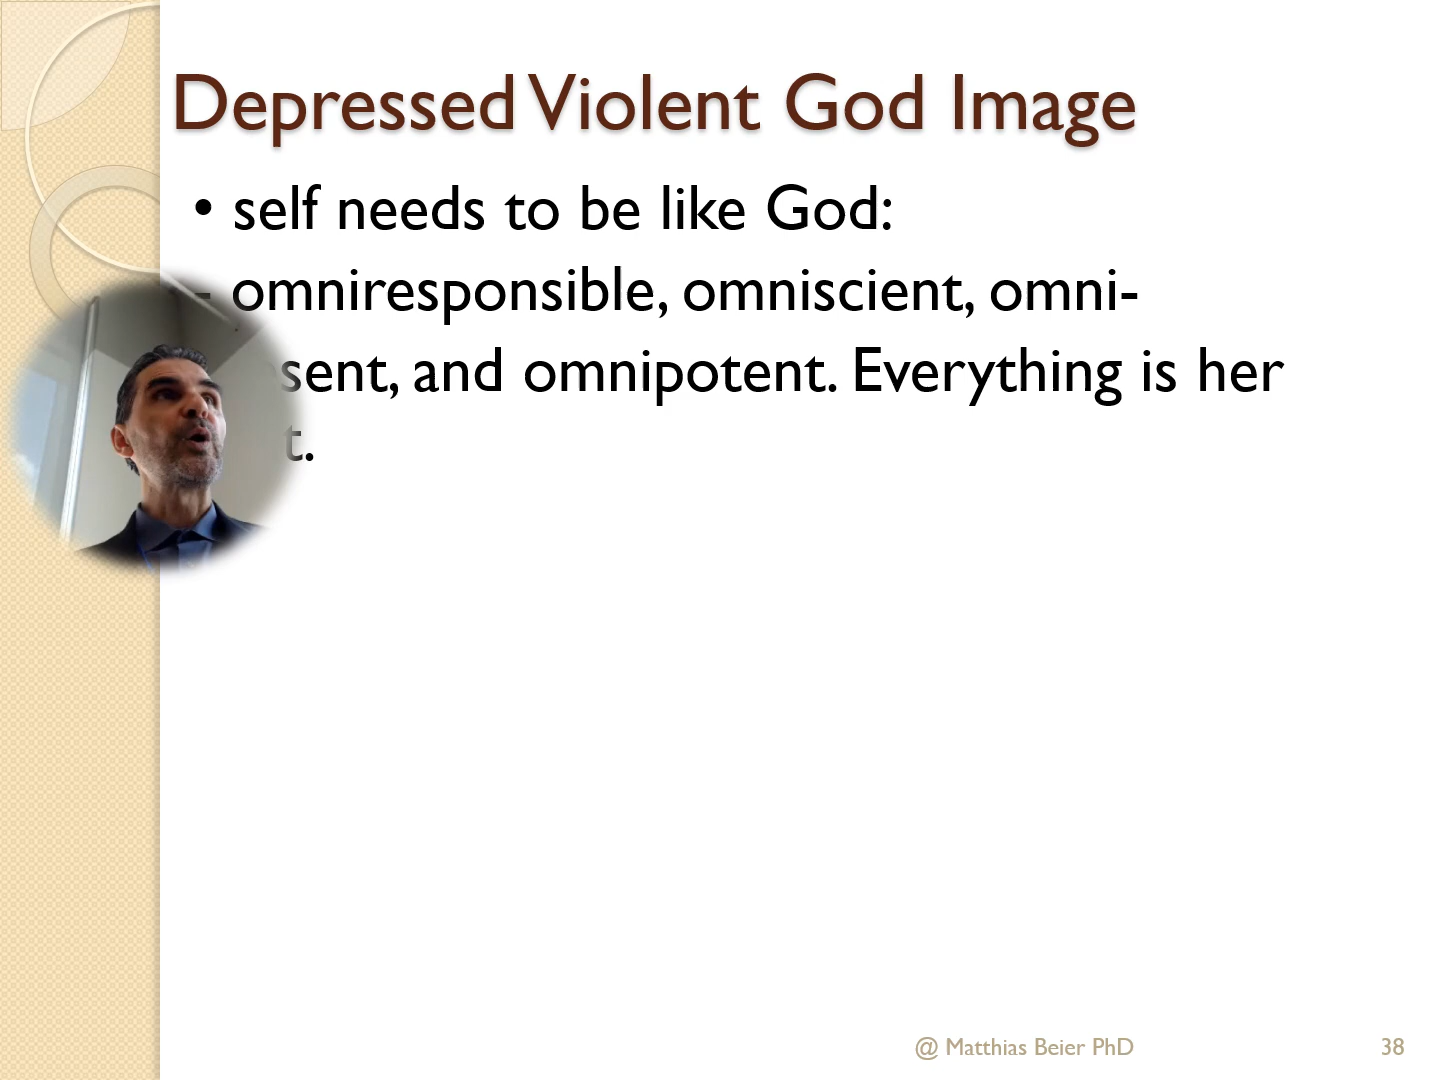 Depressed Violent God Image
• self needs to be like God:
- omniresponsible, omniscient, omni-
sent, and omnipotent. Everything is her
t.
@ Matthias Beier PhD
38